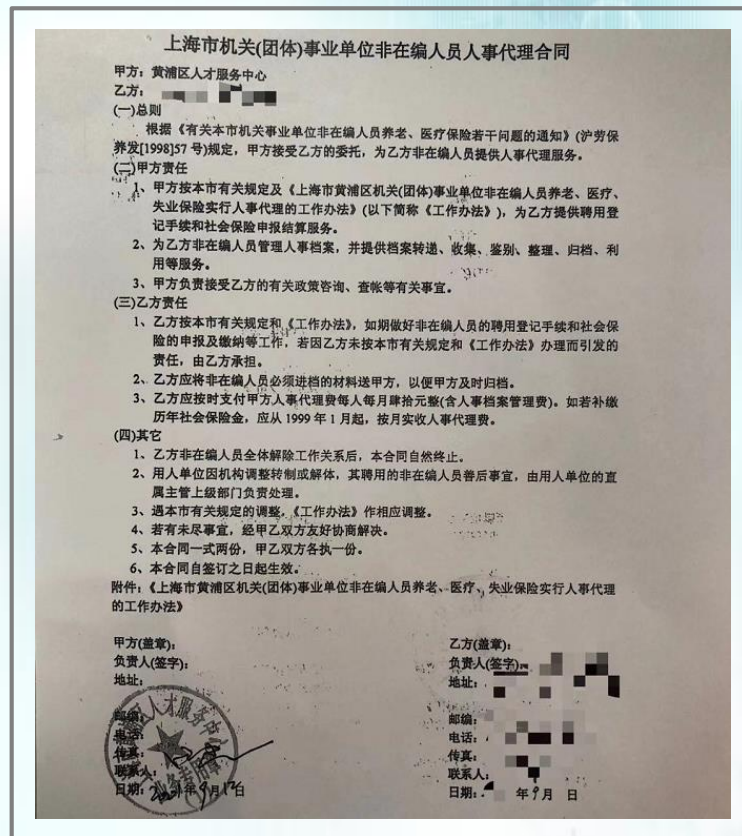 上海市机关(团体)事业单位非在编人员人事代理合同
甲方：黄浦区人才服务中心
乙方：
(一)总则
根据《有关本市机关事业单位非在编人员养老、医疗保险若干问题的通知》(沪劳保
养发[1998]57 号)规定，甲方接受乙方的委托，为乙方非在编人员提供人事代理服务。
(二)甲方责任
1、甲方按本市有关规定及《上海市黄浦区机关(团体)事业单位非在编人员养老、医疗、
失业保险实行人事代理的工作办法》(以下简称《工作办法》)，为乙方提供聘用登
记手续和社会保险申报结算服务。
2、为乙方非在编人员管理人事档案，并提供档案转递、收集、鉴别、整理、归档、利
用等服务。
3、甲方负责接受乙方的有关政策咨询、查帐等有关事宜。
(三)乙方责任
1、乙方按本市有关规定和《工作办法》，如期做好非在编人员的聘用登记手续和社会保
险的申报及缴纳等工作，若因乙方未按本市有关规定和《工作办法》办理而引发的
责任，由乙方承担。
2、乙方应将非在编人员必须进档的材料送甲方，以便甲方及时归档。
3、乙方应按时支付甲方人事代理费每人每月肆拾元整(含人事档案管理费)。如若补缴
历年社会保险金，应从 1999 年 1 月起，按月实收人事代理费。
(四)其它
1、乙方非在编人员全体解除工作关系后，本合同自然终止。
2、用人单位因机构调整转制或解体，其聘用的非在编人员善后事宜，由用人单位的直
属主管上级部门负责处理。
3、遇本市有关规定的调整，《工作办法》作相应调整。
4、若有未尽事宜，经甲乙双方友好协商解决。
5、本合同一式两份，甲乙双方各执一份。
6、本合同自签订之日起生效。
附件：《上海市黄浦区机关(团体)事业单位非在编人员养老、医疗、失业保险实行人事代理
的工作办法》
甲方(盖章)：
负责人(签字)：
地址：
邮编：
电话：
传真：
联系人：
日期：2021年9月12日
区人才服务中心
业务专用章
乙方(盖章)：
负责人(签字)：
地址：
邮编：
电话：
传真：
联系人：
日期： 年9月 日